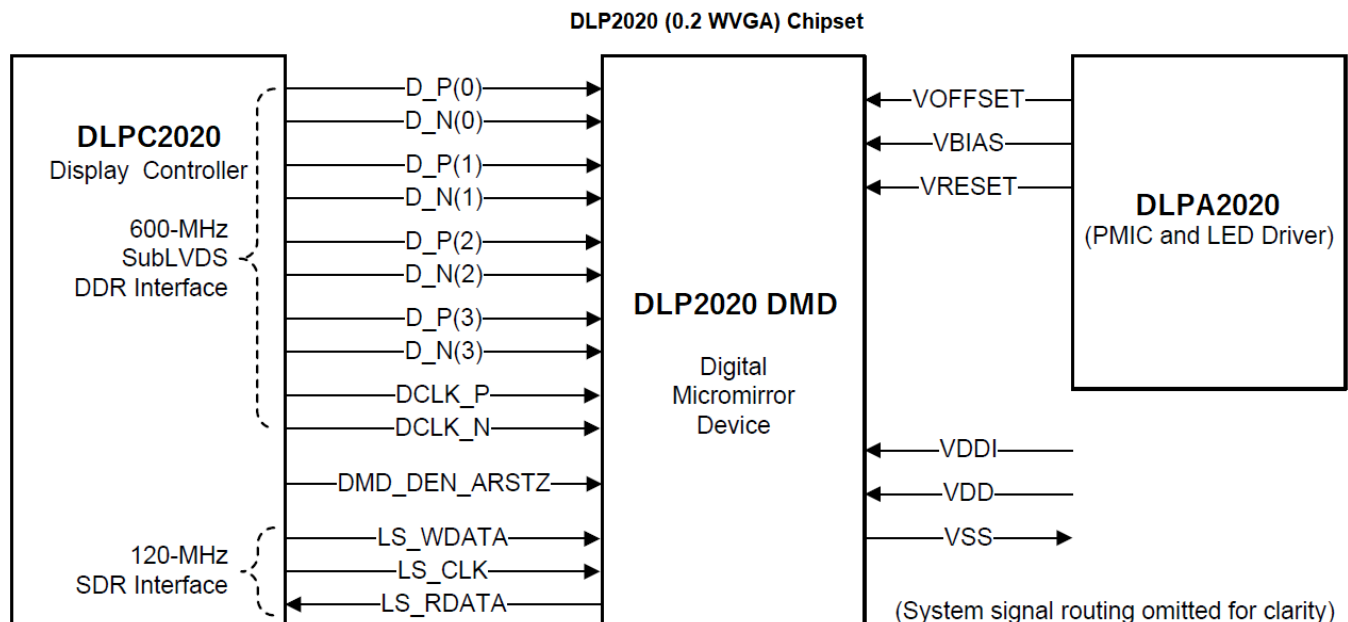 DLP2020 (0.2 WVGA) Chipset
DLPC2020
Display Controller
600-MHz
SubLVDS
DDR Interface
120-MHz
SDR Interface
D_P(0)
D_N(0)
D_P(1)
D_N(1)
D_P(2)
D_N(2)
D_P(3)
D_N(3)
DCLK_P
DCLK_N
DMD_DEN_ARSTZ
LS_WDATA
LS_CLK
LS_RDATA
DLP2020 DMD
Digital
Micromirror
Device
VOFFSET
VBIAS
VRESET
DLPA2020
(PMIC and LED Driver)
VDDI
VDD
VSS
(System signal routing omitted for clarity)